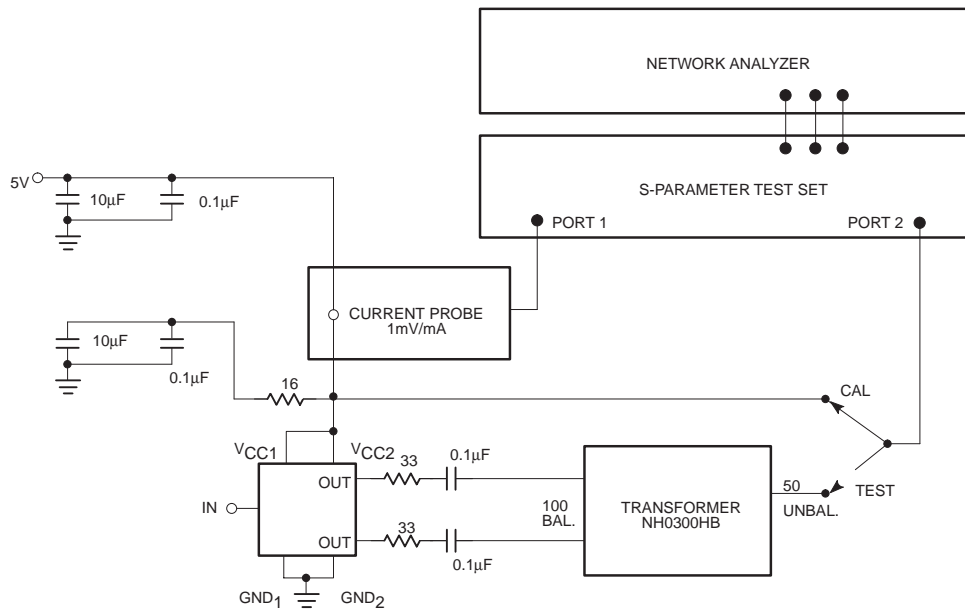 NETWORK ANALYZER
S-PARAMETER TEST SET
PORT 1
PORT 2
5V
10µF
0.1µF
CURRENT PROBE
1mV/mA
10µF
0.1µF
16
CAL
VCC1
VCC2
33
0.1µF
OUT
IN
100
BAL.
TRANSFORMER
NH0300HB
50
UNBAL.
TEST
OUT
33
0.1µF
GND1
GND2